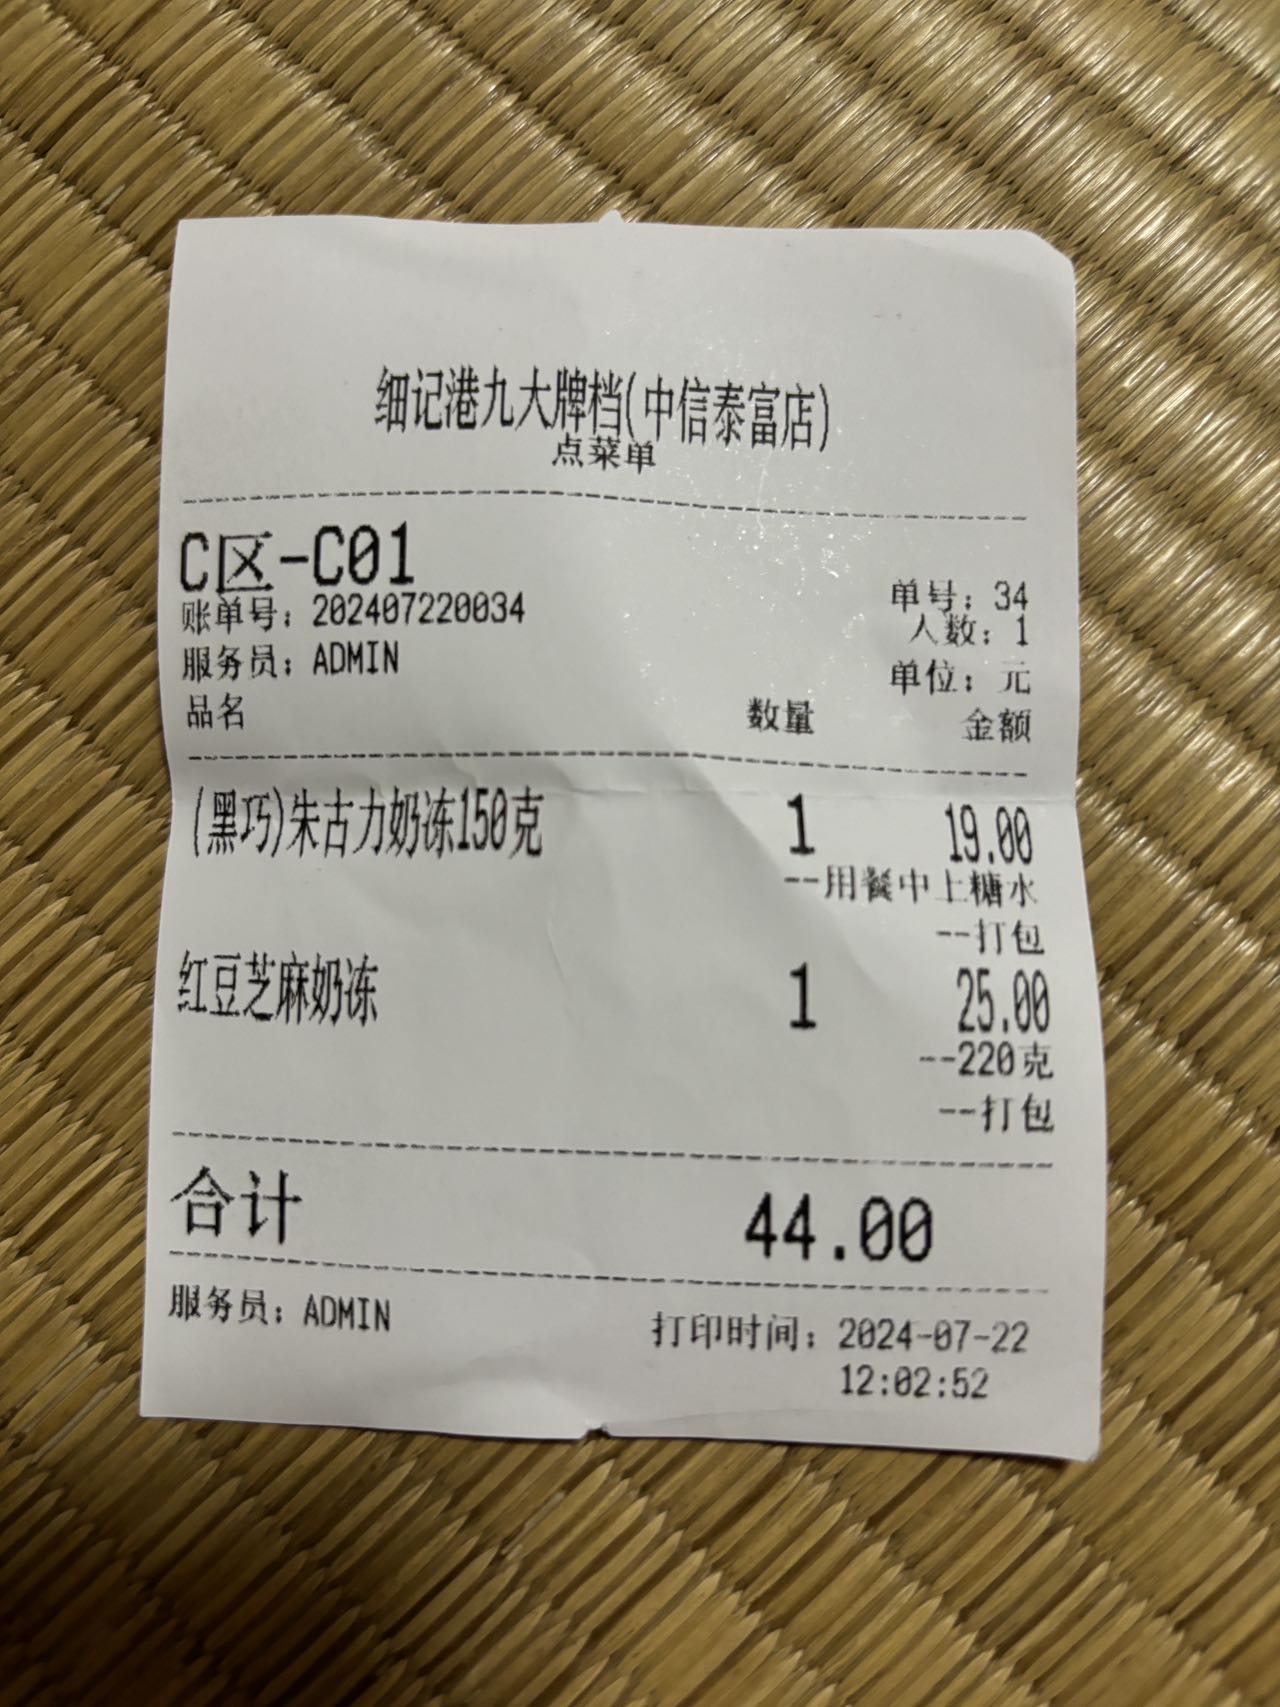 细记港九大牌档(中信泰富店)
点菜单
C区-C01
账单号：202407220034 单号：34
人数：1
服务员：ADMIN 单位：元
品名 数量 金额
(黑巧)朱古力奶冻150克 1 19.00
--用餐中上糖水
--打包
红豆芝麻奶冻 1 25.00
--220克
--打包
合计 44.00
服务员：ADMIN 打印时间：2024-07-22
12:02:52